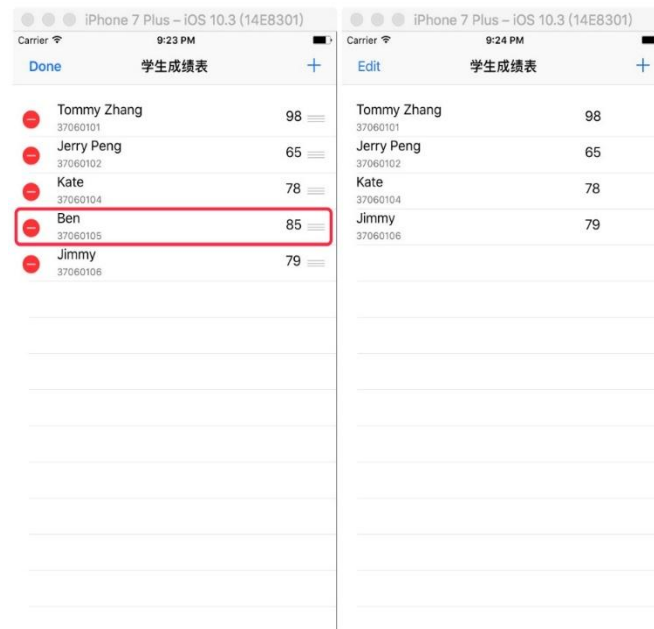 iPhone 7 Plus – iOS 10.3 (14E8301)
Carrier 9:23 PM
Done 学生成绩表 +
Tommy Zhang 98
37060101
Jerry Peng 65
37060102
Kate 78
37060104
Ben 85
37060105
Jimmy 79
37060106
iPhone 7 Plus – iOS 10.3 (14E8301)
Carrier 9:24 PM
Edit 学生成绩表 +
Tommy Zhang 98
37060101
Jerry Peng 65
37060102
Kate 78
37060104
Jimmy 79
37060106